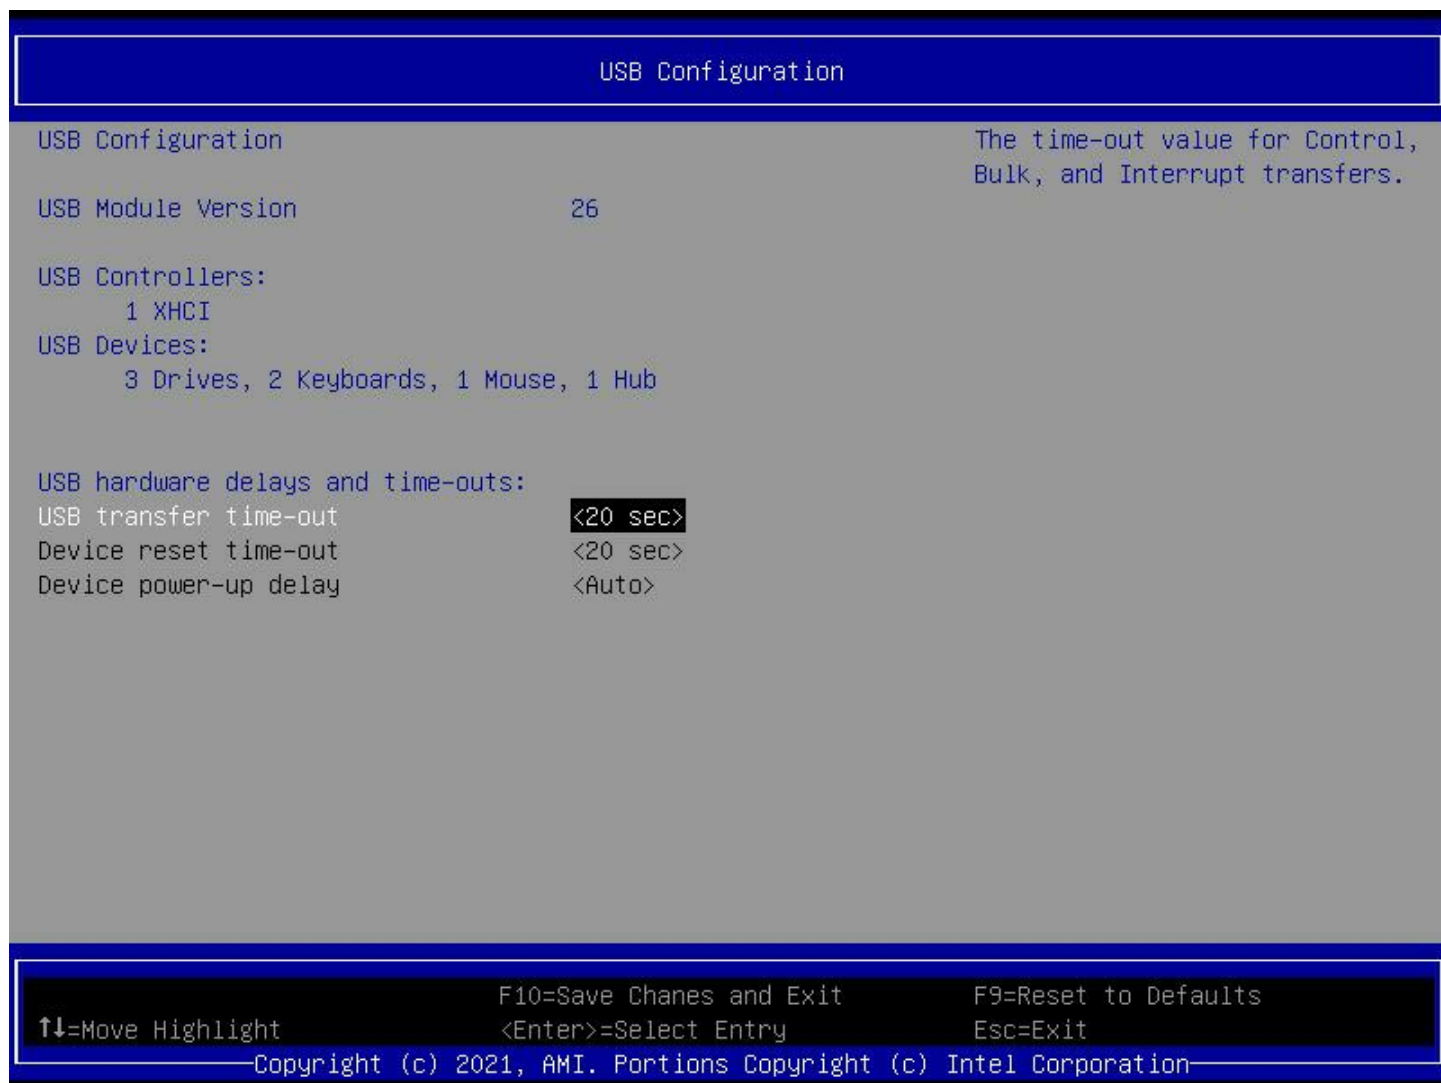 USB Configuration
USB Configuration
The time-out value for Control,
Bulk, and Interrupt transfers.
USB Module Version 26
USB Controllers:
1 XHCI
USB Devices:
3 Drives, 2 Keyboards, 1 Mouse, 1 Hub
USB hardware delays and time-outs:
USB transfer time-out <20 sec>
Device reset time-out <20 sec>
Device power-up delay <Auto>
F10=Save Chanes and Exit F9=Reset to Defaults
↑↓=Move Highlight <Enter>=Select Entry Esc=Exit
Copyright (c) 2021, AMI. Portions Copyright (c) Intel Corporation